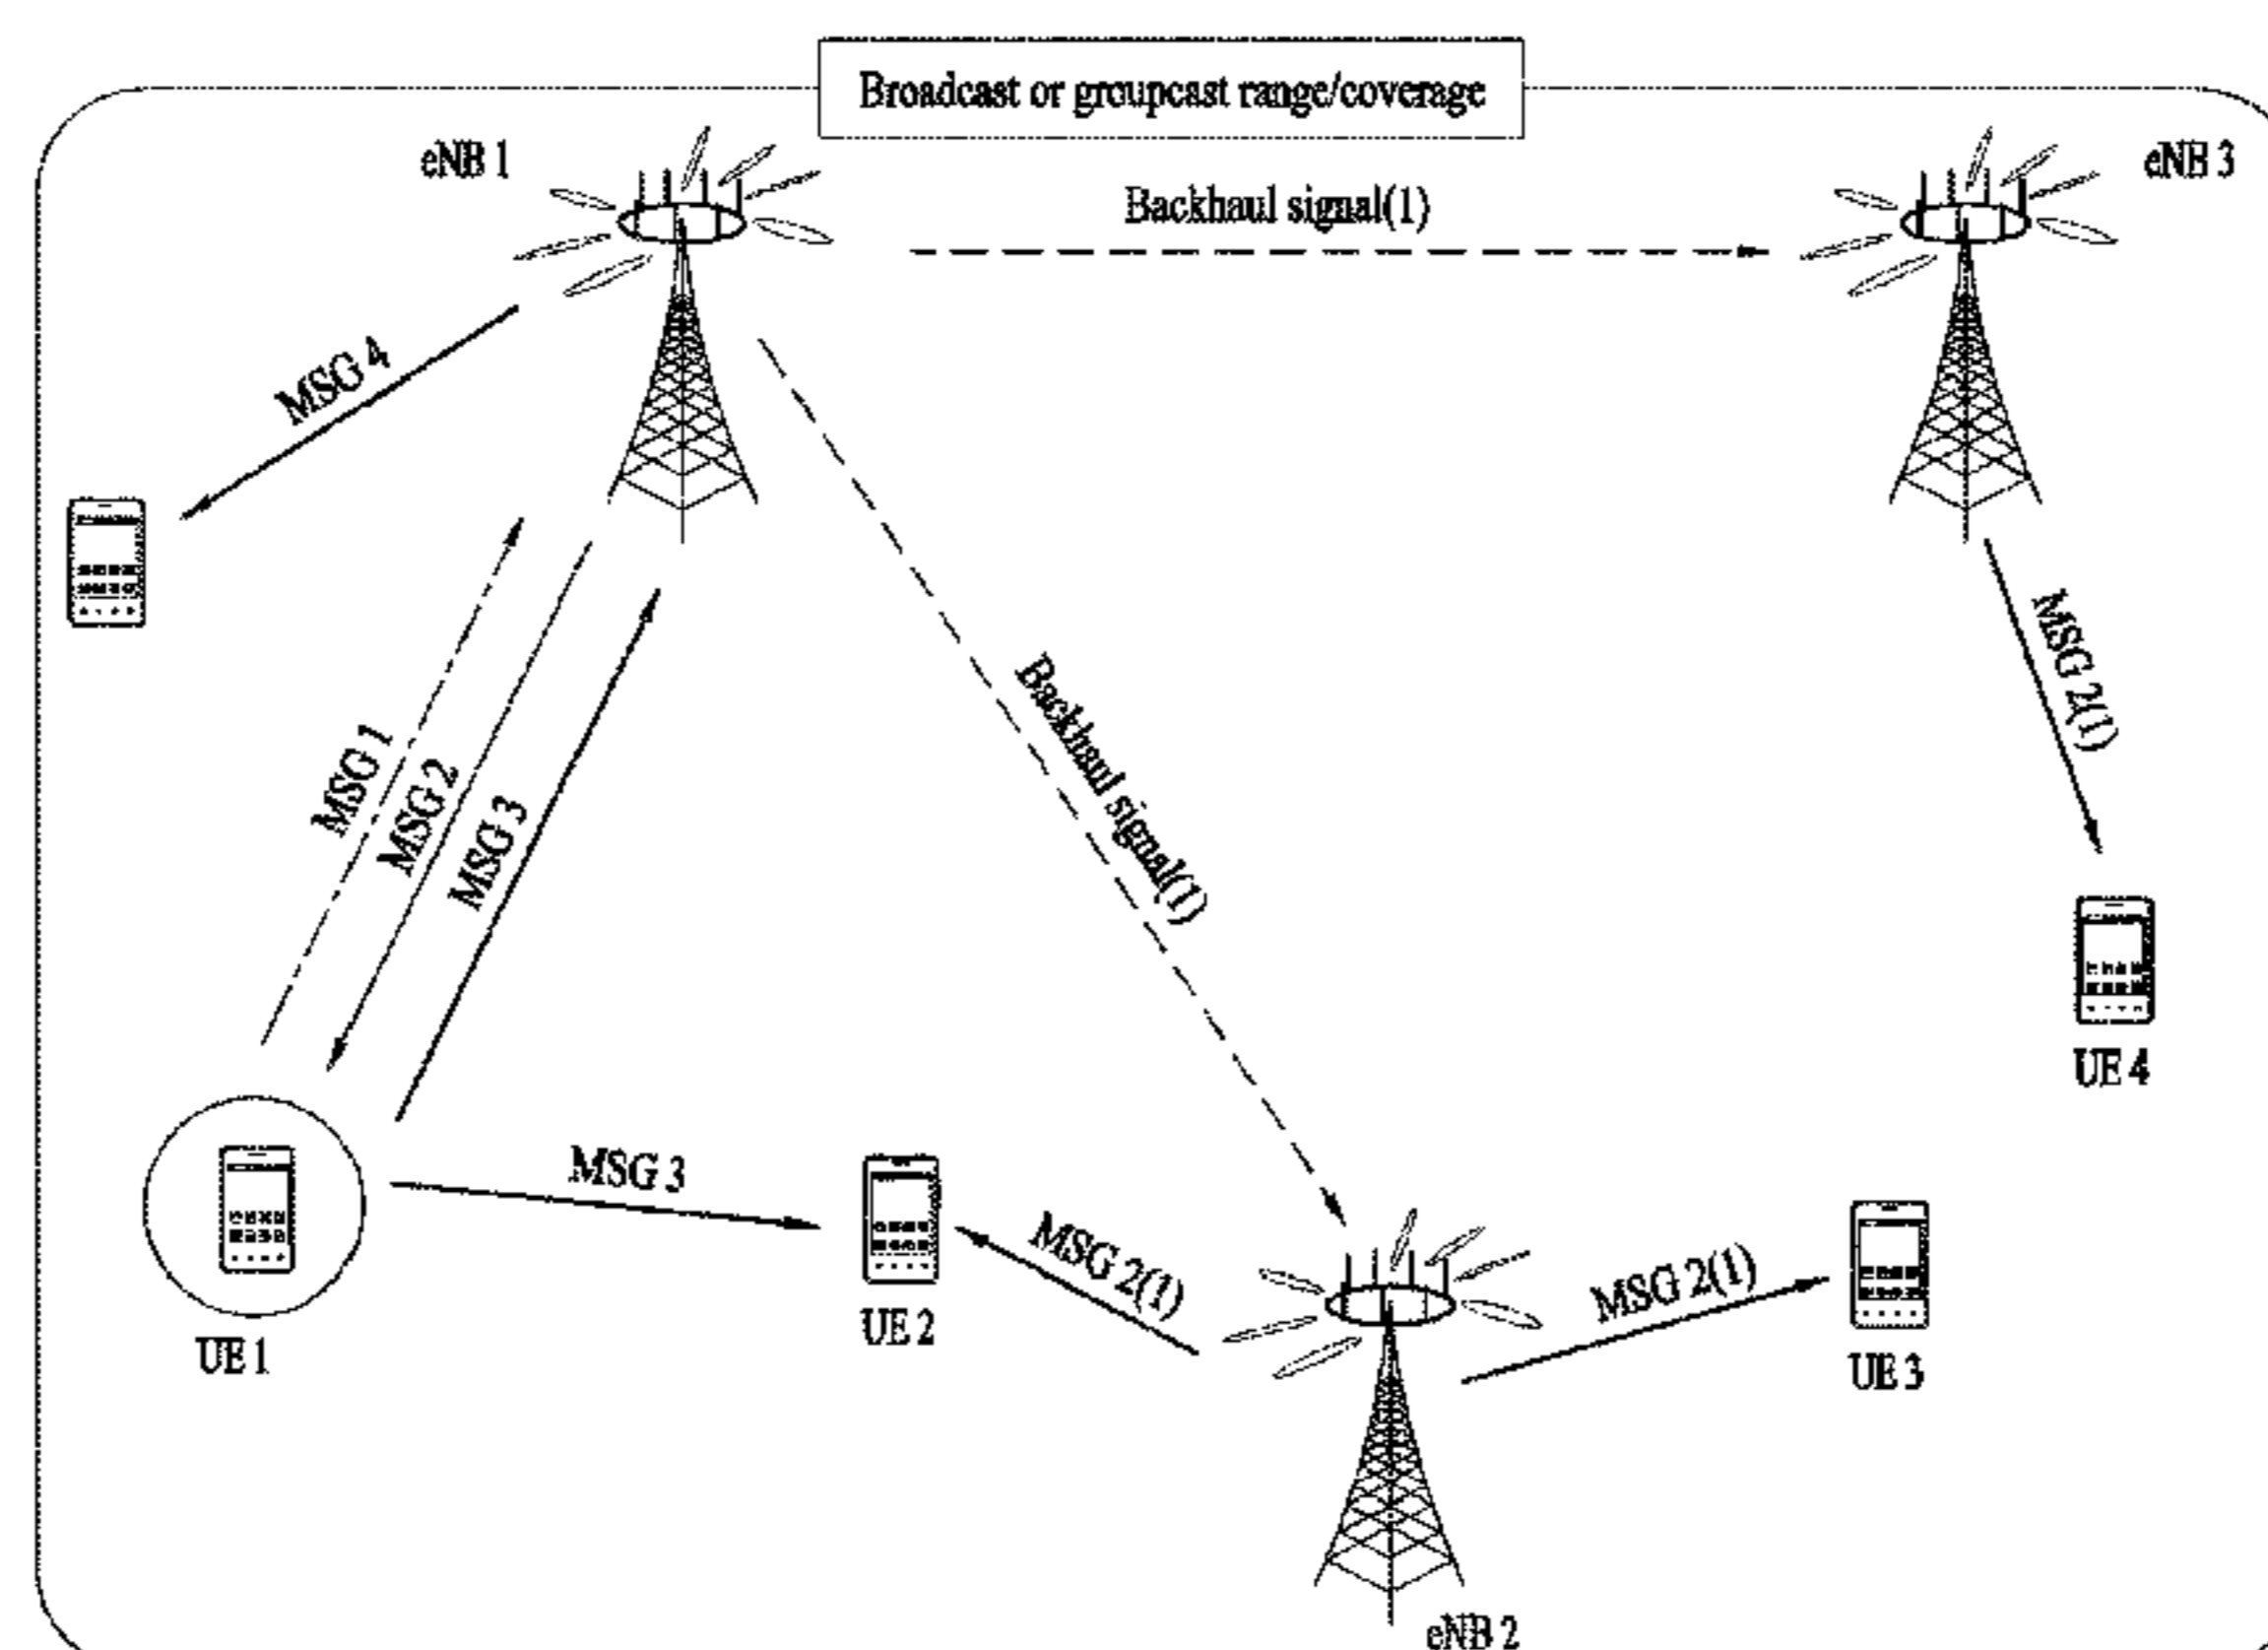 Broadcast or groupcast range/coverage
eNB 1
eNB 3
Backhaul signal(1)
MSG 4
MSG 1
MSG 2
MSG 3
Backhaul signal(1)
MSG 2(1)
UE 4
MSG 3
MSG 2(1)
MSG 2(1)
UE 1
UE 2
UE 3
eNB 2